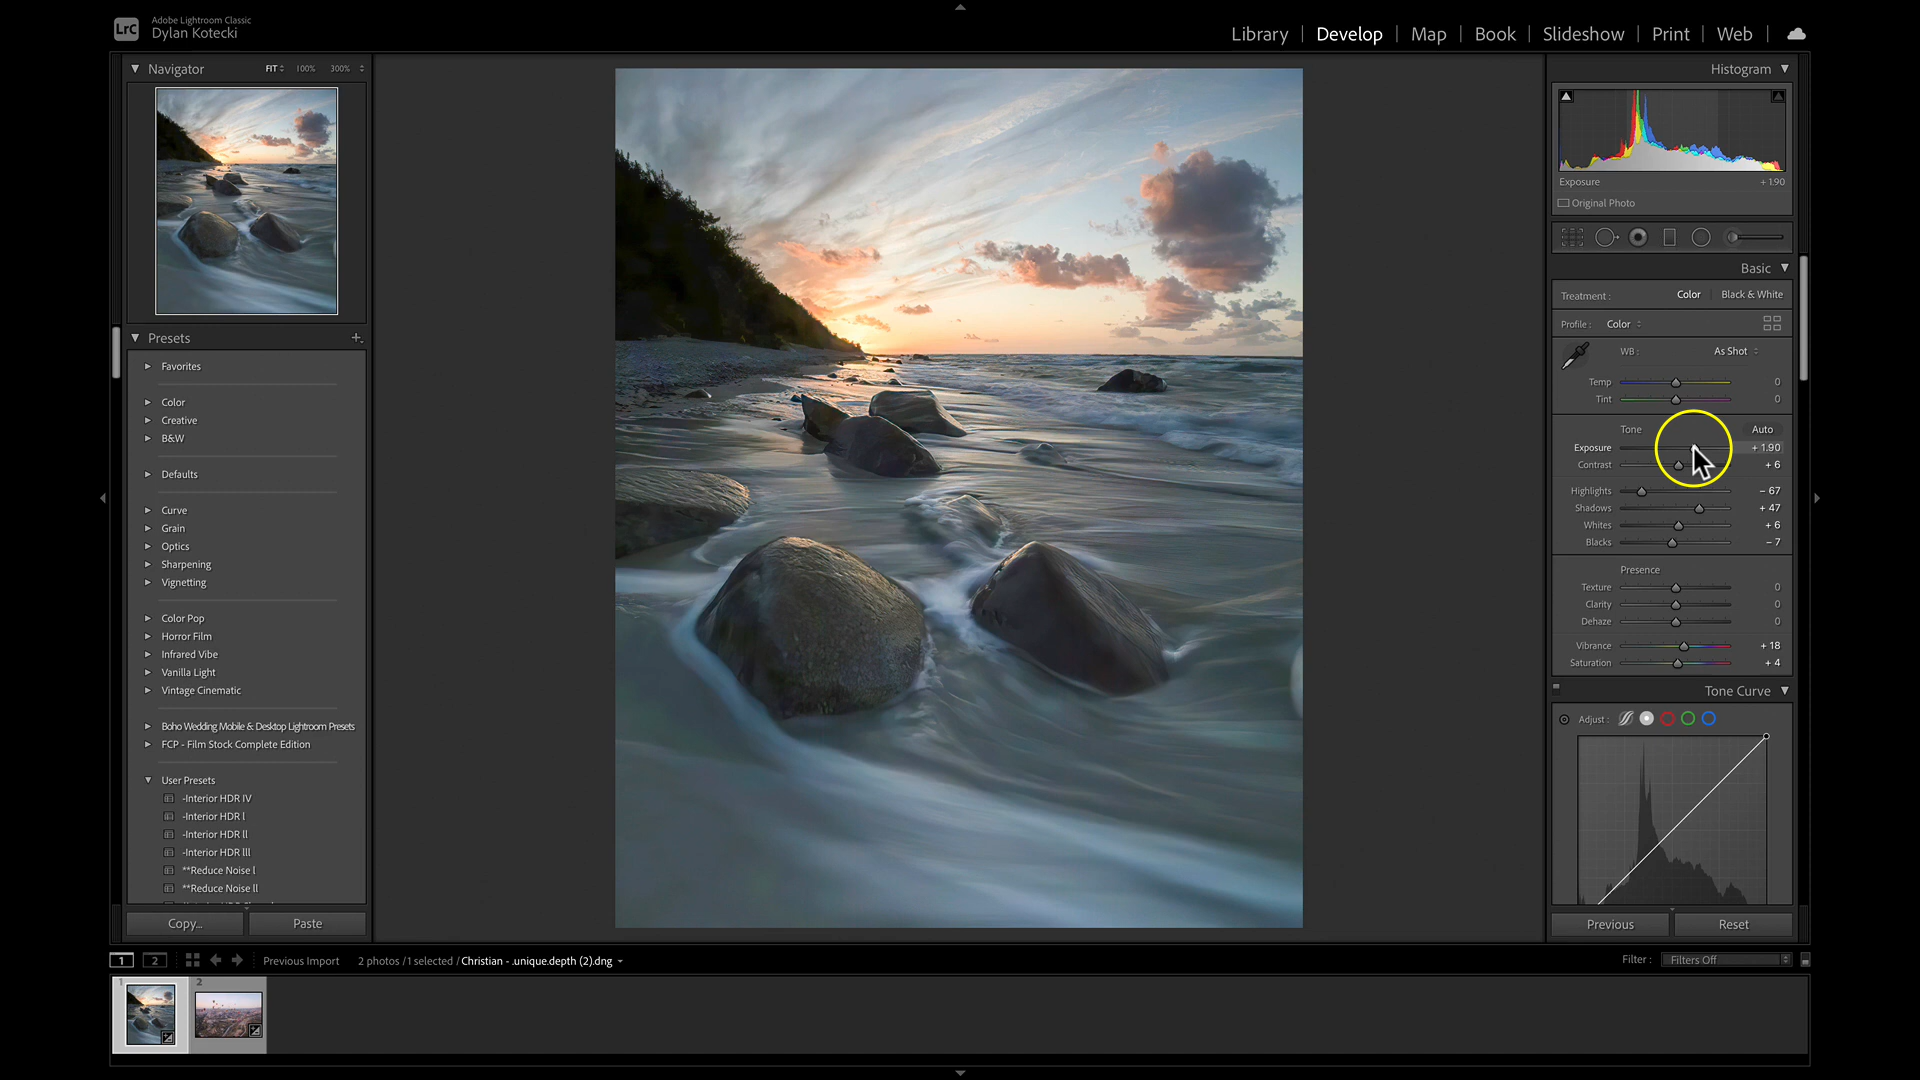 LrC
Adobe Lightroom Classic
Dylan Kotecki
Library | Develop | Map | Book | Slideshow | Print | Web |
Navigator FIT 100% 300%
Presets +
Favorites
Color
Creative
B&W
Defaults
Curve
Grain
Optics
Sharpening
Vignetting
Color Pop
Horror Film
Infrared Vibe
Vanilla Light
Vintage Cinematic
Boho Wedding Mobile & Desktop Lightroom Presets
FCP - Film Stock Complete Edition
User Presets
-Interior HDR IV
-Interior HDR l
-Interior HDR ll
-Interior HDR lll
**Reduce Noise l
**Reduce Noise ll
Copy... Paste
Histogram
Exposure + 1.90
Original Photo
Basic
Treatment : Color | Black & White
Profile : Color
WB : As Shot
Temp 0
Tint 0
Tone Auto
Exposure + 1.90
Contrast + 6
Highlights – 67
Shadows + 47
Whites + 6
Blacks – 7
Presence
Texture 0
Clarity 0
Dehaze 0
Vibrance + 18
Saturation + 4
Tone Curve
Adjust :
Previous Reset
1 2 Previous Import 2 photos / 1 selected / Christian - .unique.depth (2).dng
Filter : Filters Off
1 2